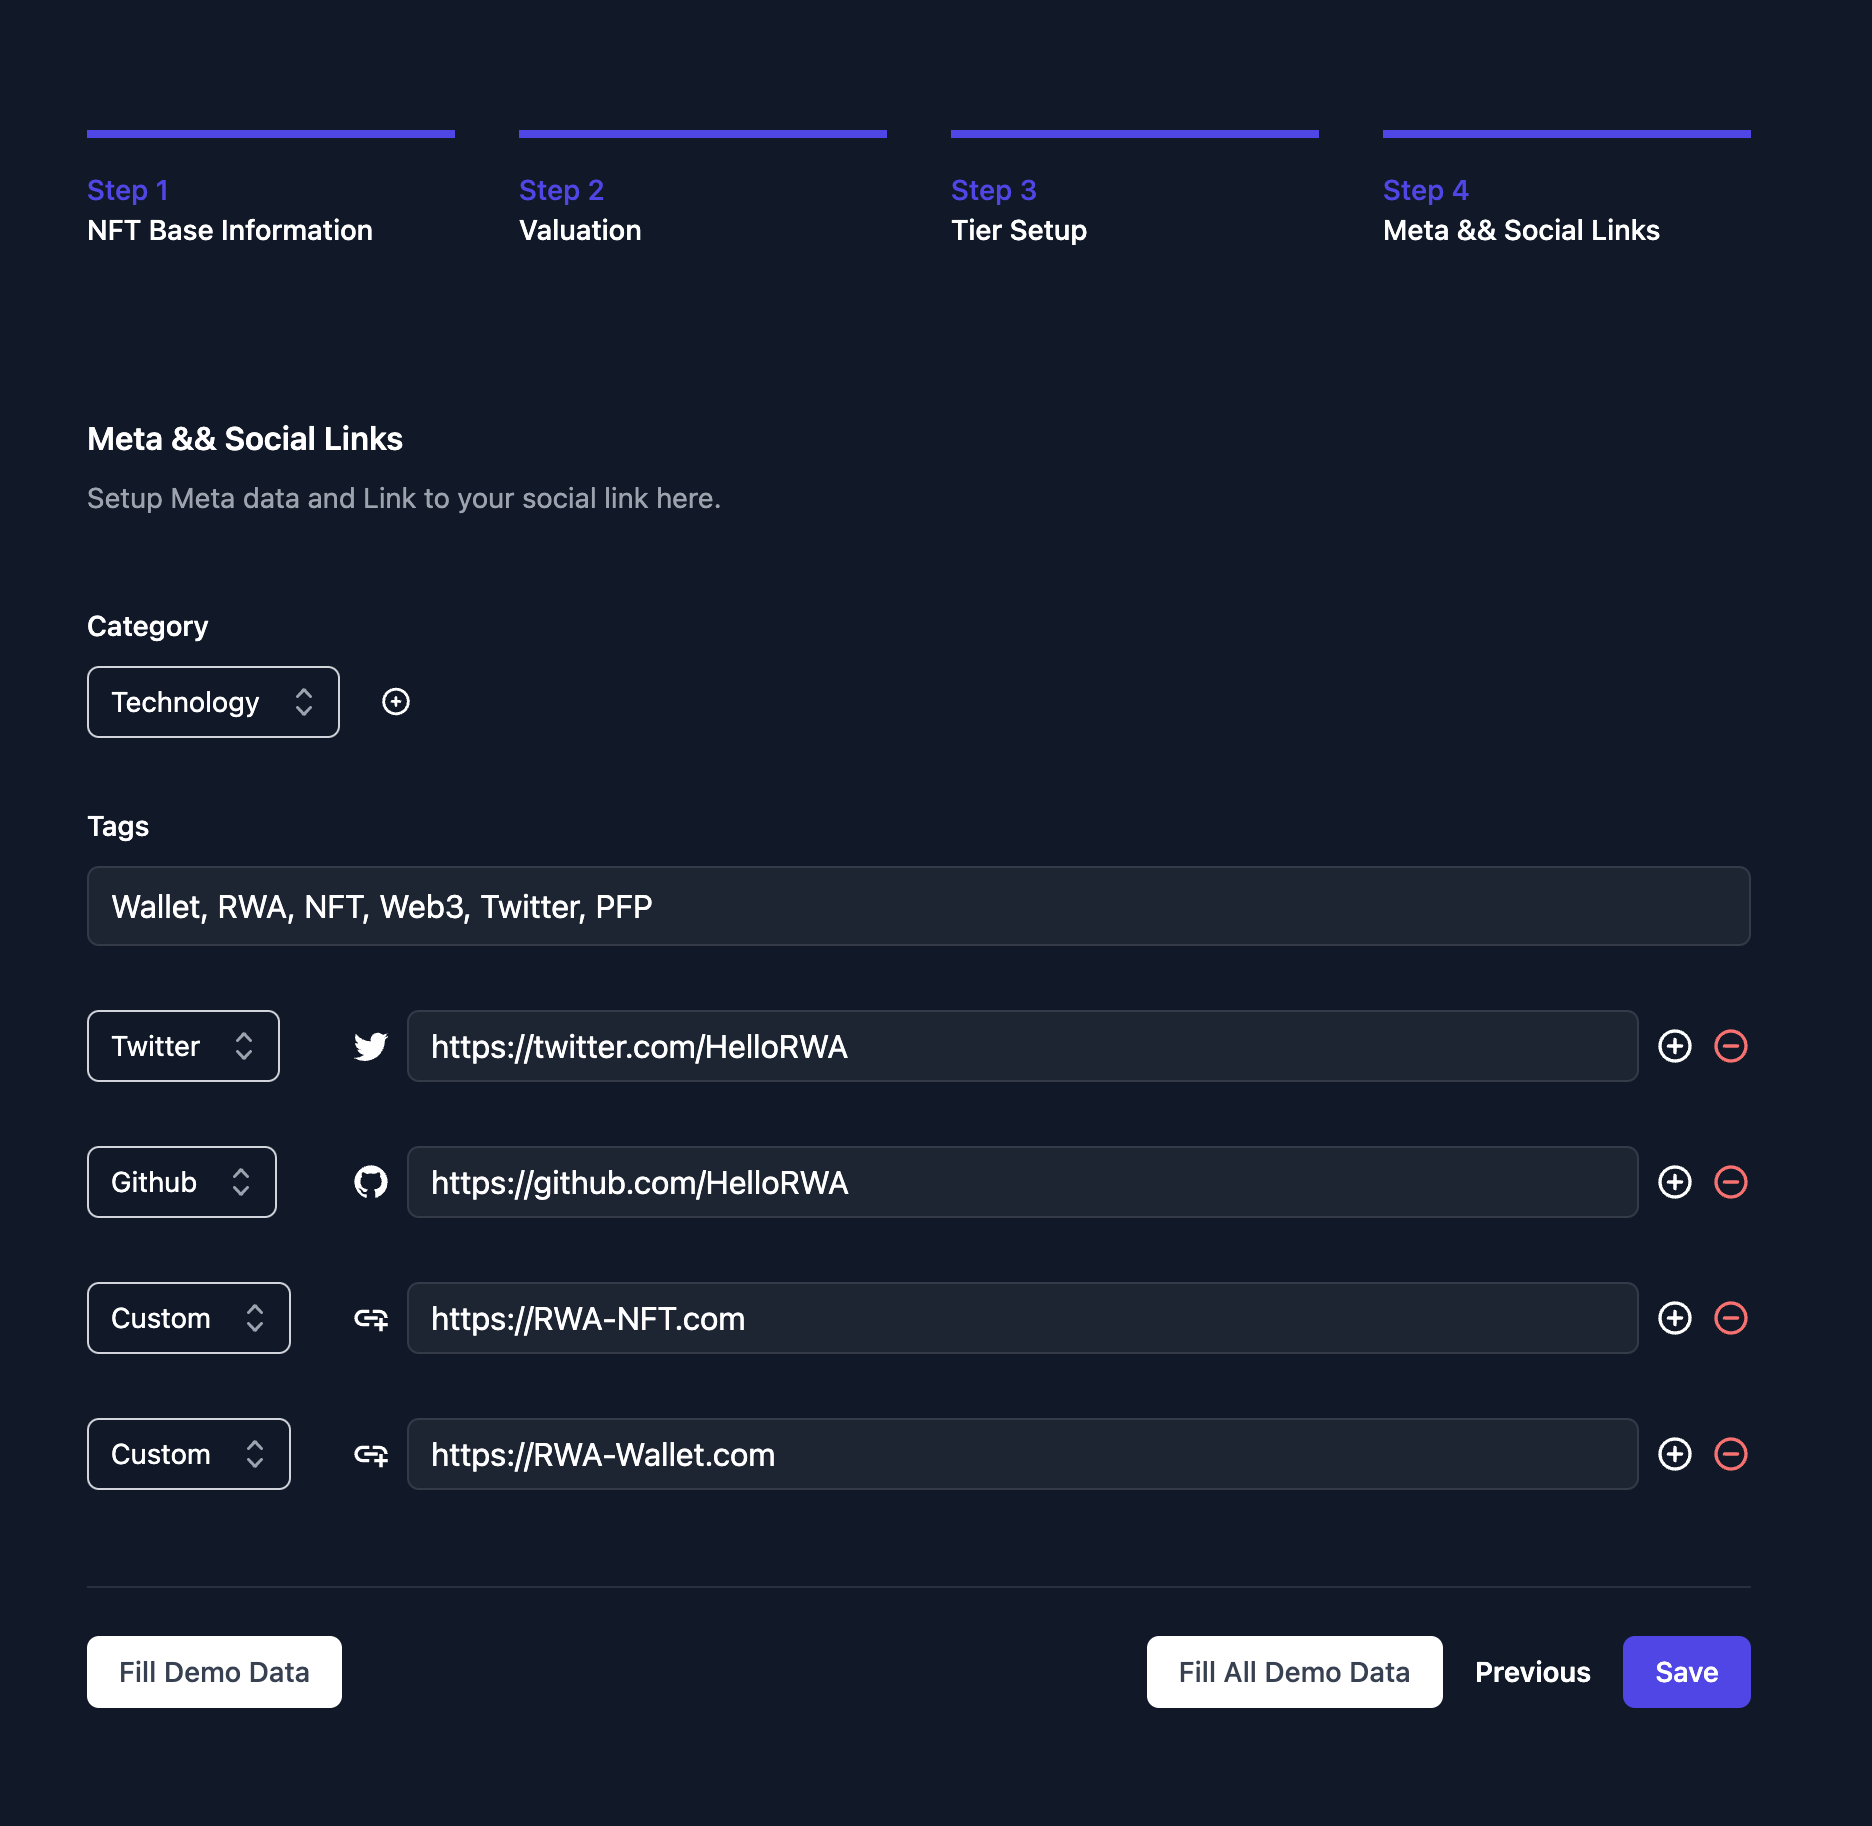 Step 1
NFT Base Information
Step 2
Valuation
Step 3
Tier Setup
Step 4
Meta && Social Links
Meta && Social Links
Setup Meta data and Link to your social link here.
Category
Technology
Tags
Wallet, RWA, NFT, Web3, Twitter, PFP
Twitter
https://twitter.com/HelloRWA
Github
https://github.com/HelloRWA
Custom
https://RWA-NFT.com
Custom
https://RWA-Wallet.com
Fill Demo Data
Fill All Demo Data
Previous
Save